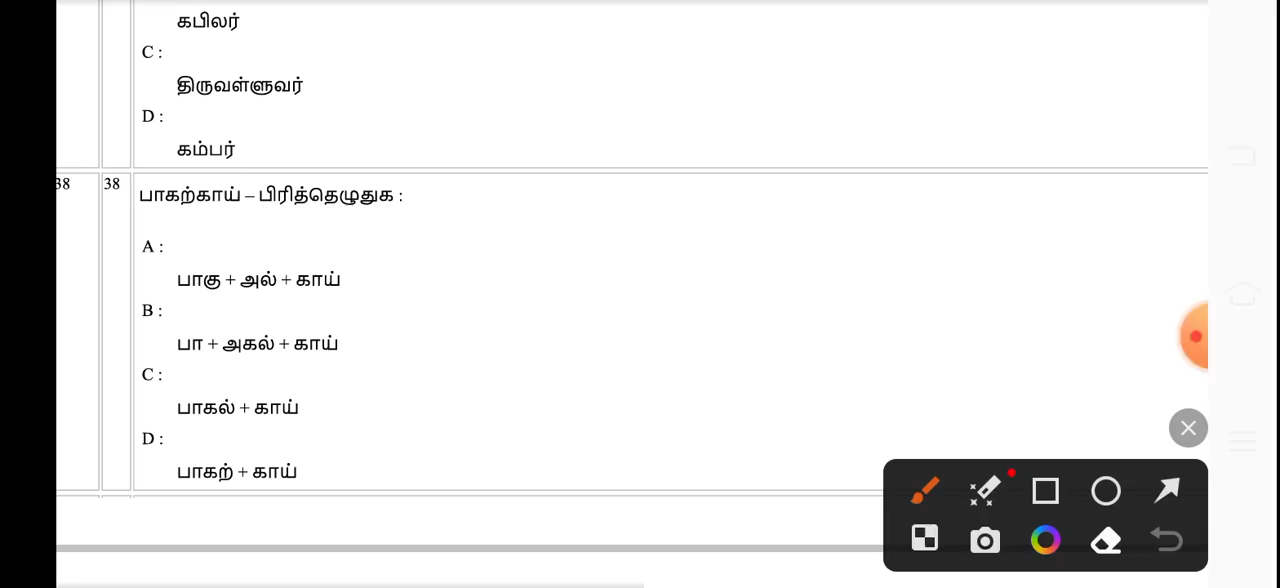 கபிலர்
C :
திருவள்ளுவர்
D :
கம்பர்
38 38 பாகற்காய் – பிரித்தெழுதுக :
A :
பாகு + அல் + காய்
B :
பா + அகல் + காய்
C :
பாகல் + காய்
D :
பாகற் + காய்